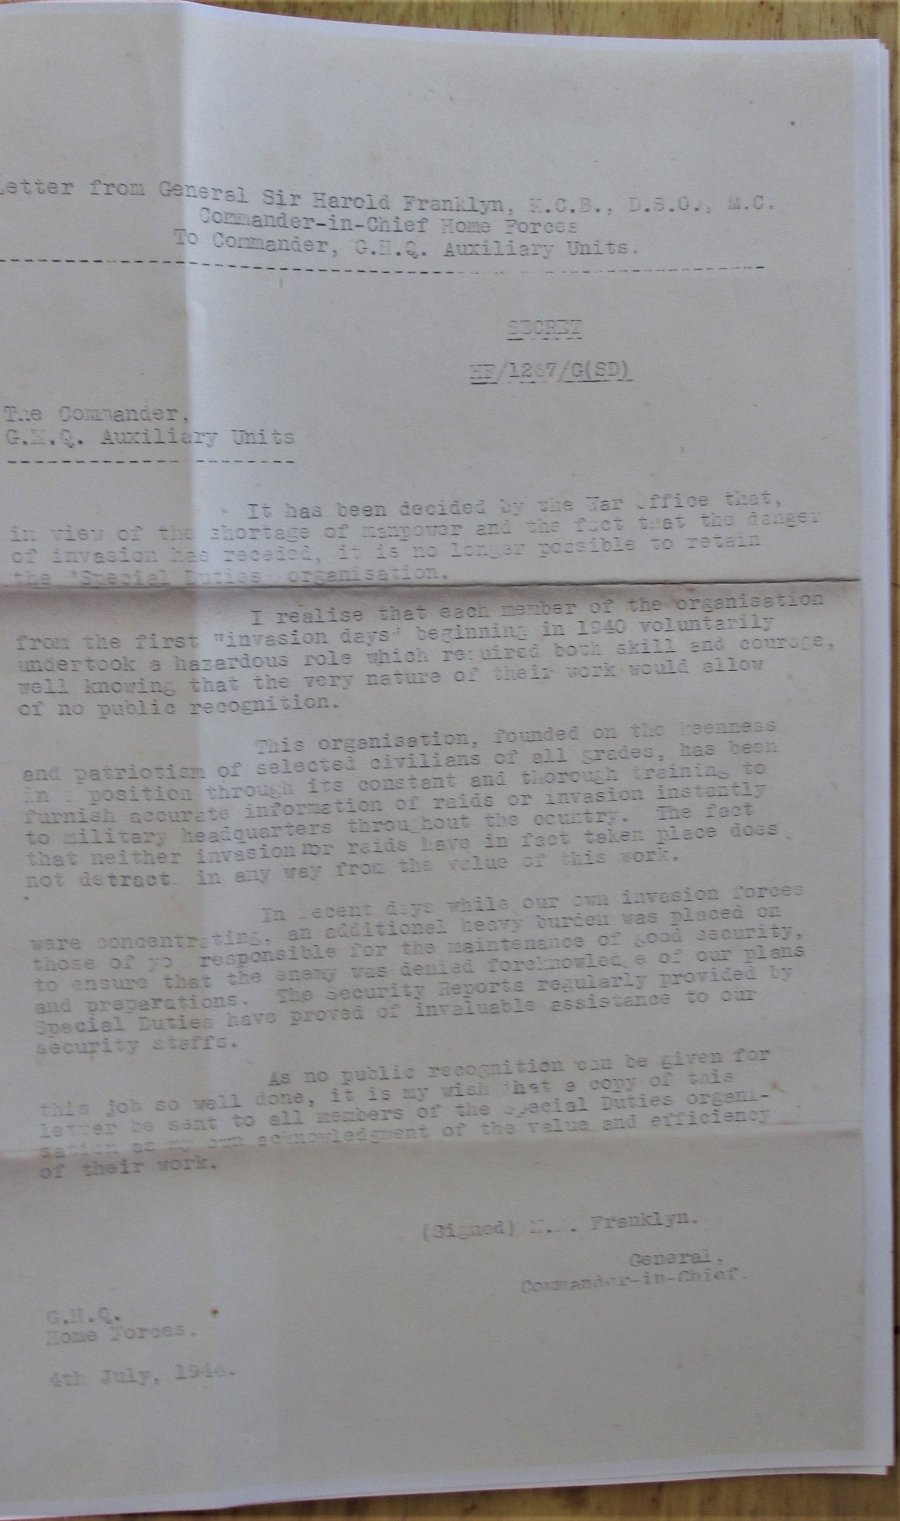 Letter from General Sir Harold Franklyn, K.C.B., D.S.O., M.C.
Commander-in-Chief Home Forces
To Commander, G.H.Q. Auxiliary Units.
SECRET
HF/1267/G(SD)
The Commander,
G.H.Q. Auxiliary Units
It has been decided by the War Office that,
in view of the shortage of manpower and the fact that the danger
of invasion has receded, it is no longer possible to retain
the "Special Duties" organisation.
I realise that each member of the organisation
from the first "invasion days" beginning in 1940 voluntarily
undertook a hazardous role which required both skill and courage,
well knowing that the very nature of their work would allow
of no public recognition.
This organisation, founded on the keenness
and patriotism of selected civilians of all grades, has been
in a position through its constant and thorough training to
furnish accurate information of raids or invasion instantly
to military headquarters throughout the country. The fact
that neither invasion nor raids have in fact taken place does
not detract in any way from the value of this work.
In recent days while our own invasion forces
were concentrating, an additional heavy burden was placed on
those of you responsible for the maintenance of good security,
to ensure that the enemy was denied foreknowledge of our plans
and preparations. The Security Reports regularly provided by
Special Duties have proved of invaluable assistance to our
security staffs.
As no public recognition can be given for
this job so well done, it is my wish that a copy of this
letter be sent to all members of the Special Duties organi-
sation as my own acknowledgment of the value and efficiency
of their work.
(Signed) Franklyn.
General,
Commander-in-Chief.
G.H.Q.
Home Forces.
4th July, 1944.